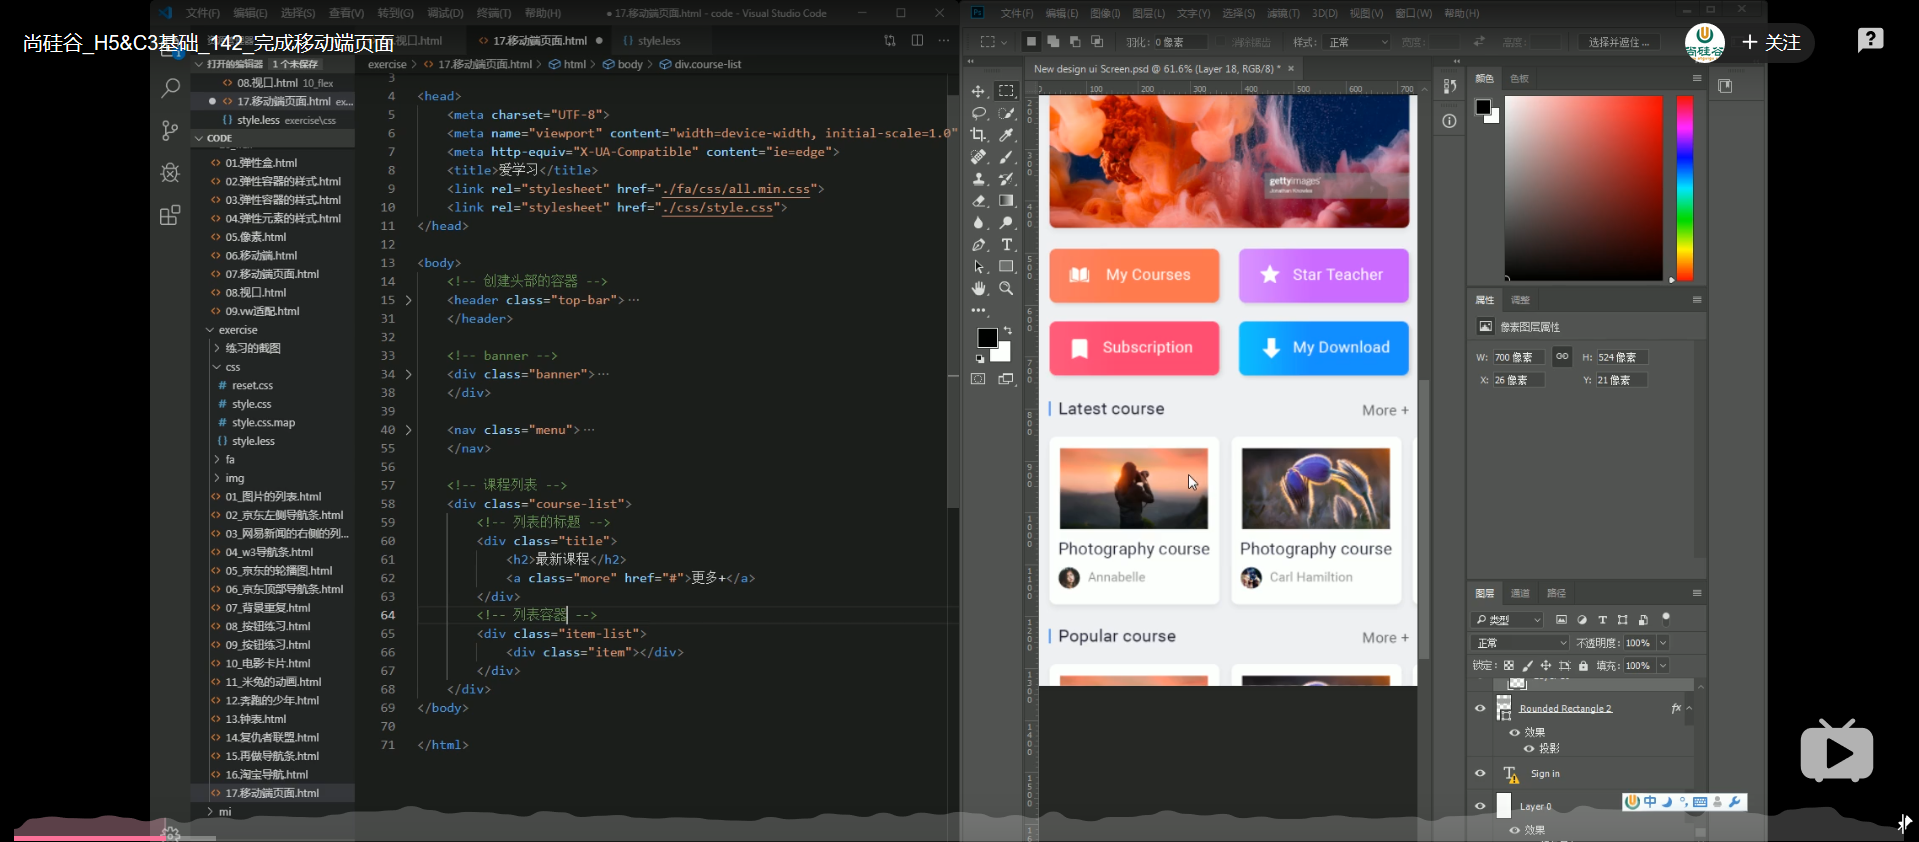 尚硅谷_H5&C3基础_142_完成移动端页面
关注
文件(F) 编辑(E) 选择(S) 查看(V) 转到(G) 调试(D) 终端(T) 帮助(H)
● 17.移动端页面.html - code - Visual Studio Code
打开的编辑器 1 个未保存
08.视口.html 10_flex
17.移动端页面.html ex...
style.less exercise\css
CODE
01.弹性盒.html
02.弹性容器的样式.html
03.弹性容器的样式.html
04.弹性元素的样式.html
05.像素.html
06.移动端.html
07.移动端页面.html
08.视口.html
09.vw适配.html
exercise
练习的截图
css
reset.css
style.css
style.css.map
style.less
fa
img
01_图片的列表.html
02_京东左侧导航条.html
03_网易新闻的右侧的列...
04_w3导航条.html
05_京东的轮播图.html
06_京东顶部导航条.html
07_背景重复.html
08_按钮练习.html
09_按钮练习.html
10_电影卡片.html
11_米兔的动画.html
12.奔跑的少年.html
13.钟表.html
14.复仇者联盟.html
15.再做导航条.html
16.淘宝导航.html
17.移动端页面.html
mi
视口.html
17.移动端页面.html ●
style.less
exercise > 17.移动端页面.html > html > body > div.course-list
3
4 <head>
5 <meta charset="UTF-8">
6 <meta name="viewport" content="width=device-width, initial-scale=1.0"
7 <meta http-equiv="X-UA-Compatible" content="ie=edge">
8 <title>爱学习</title>
9 <link rel="stylesheet" href="./fa/css/all.min.css">
10 <link rel="stylesheet" href="./css/style.css">
11 </head>
12
13 <body>
14 <!-- 创建头部的容器 -->
15 <header class="top-bar">…
31 </header>
32
33 <!-- banner -->
34 <div class="banner">…
38 </div>
39
40 <nav class="menu">…
55 </nav>
56
57 <!-- 课程列表 -->
58 <div class="course-list">
59 <!-- 列表的标题 -->
60 <div class="title">
61 <h2>最新课程</h2>
62 <a class="more" href="#">更多+</a>
63 </div>
64 <!-- 列表容器 -->
65 <div class="item-list">
66 <div class="item"></div>
67 </div>
68 </div>
69 </body>
70
71 </html>
Ps
文件(F) 编辑(E) 图像(I) 图层(L) 文字(Y) 选择(S) 滤镜(T) 3D(D) 视图(V) 窗口(W) 帮助(H)
羽化: 0 像素 消除锯齿 样式: 正常 宽度: 高度: 选择并遮住 ...
New design ui Screen.psd @ 61.6% (Layer 18, RGB/8) * ×
0 100 200 300 400 500 600 700
gettyimages
My Courses
Star Teacher
Subscription
My Download
Latest course
More +
Photography course
Annabelle
Photography course
Carl Hamiltion
Popular course
More +
颜色 色板
属性 调整
像素图层属性
W: 700 像素 H: 524 像素
X: 26 像素 Y: 21 像素
图层 通道 路径
类型
正常 不透明度: 100%
锁定: 填充: 100%
Rounded Rectangle 2 fx
效果
投影
Sign in
Layer 0
效果
中